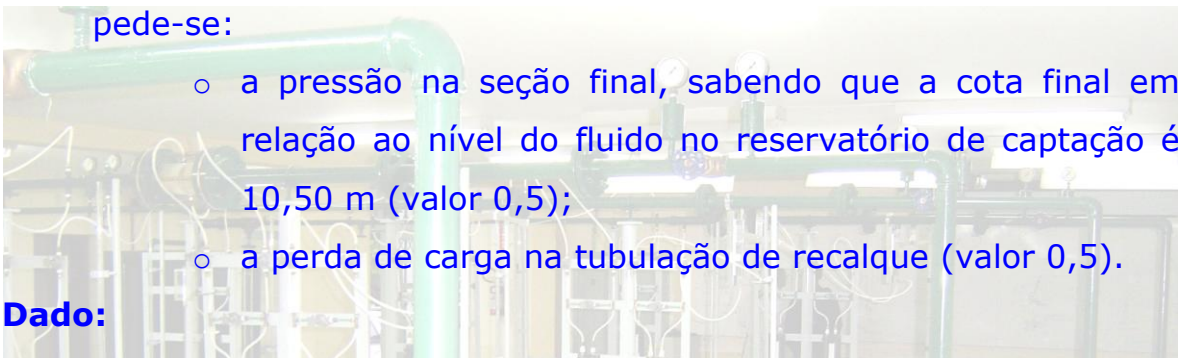 pede-se:
o a pressão na seção final, sabendo que a cota final em
relação ao nível do fluido no reservatório de captação é
10,50 m (valor 0,5);
o a perda de carga na tubulação de recalque (valor 0,5).
Dado: